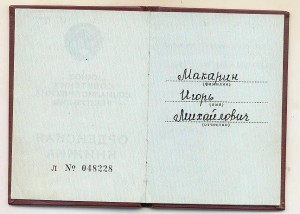 Л № 048228
Макарин
(фамилия)
Игорь
(имя)
Михайлович
(отчество)